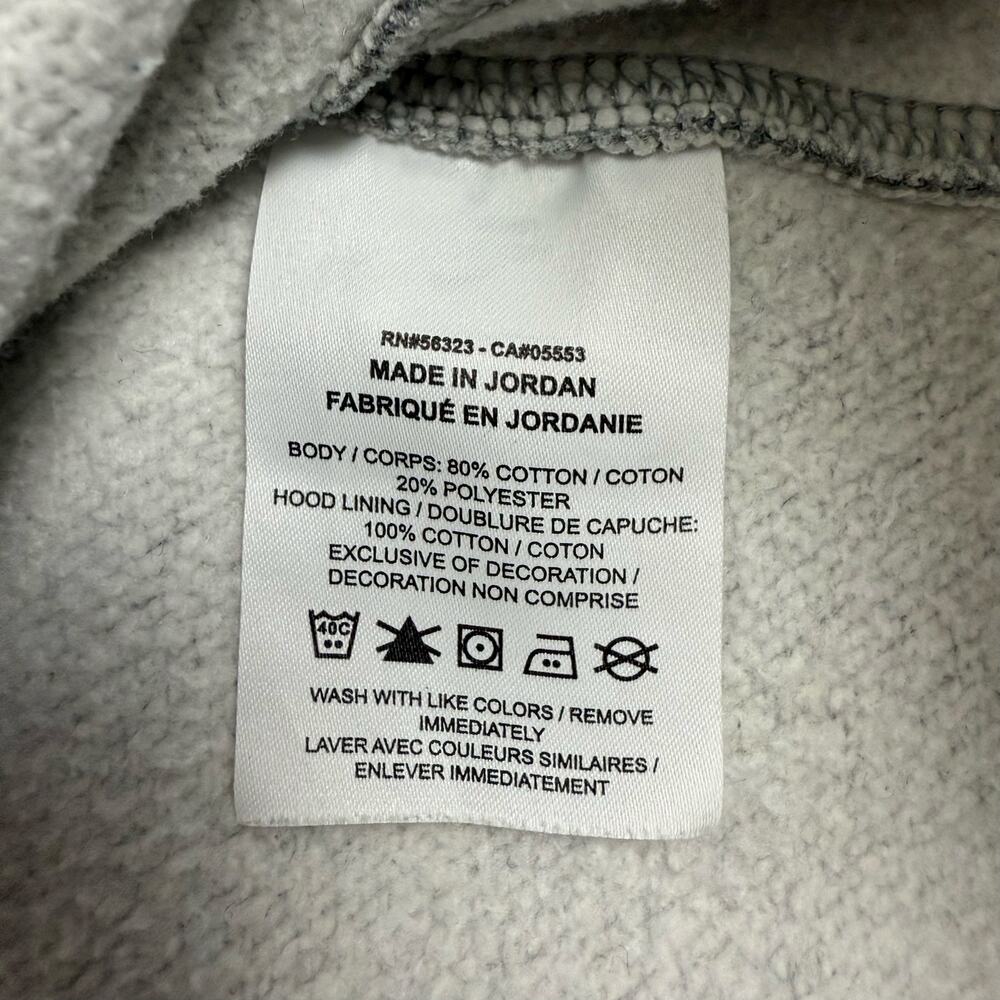 RN#56323 - CA#05553
MADE IN JORDAN
FABRIQUÉ EN JORDANIE
BODY / CORPS: 80% COTTON / COTON
20% POLYESTER
HOOD LINING / DOUBLURE DE CAPUCHE:
100% COTTON / COTON
EXCLUSIVE OF DECORATION /
DECORATION NON COMPRISE
40C
WASH WITH LIKE COLORS / REMOVE
IMMEDIATELY
LAVER AVEC COULEURS SIMILAIRES /
ENLEVER IMMEDIATEMENT